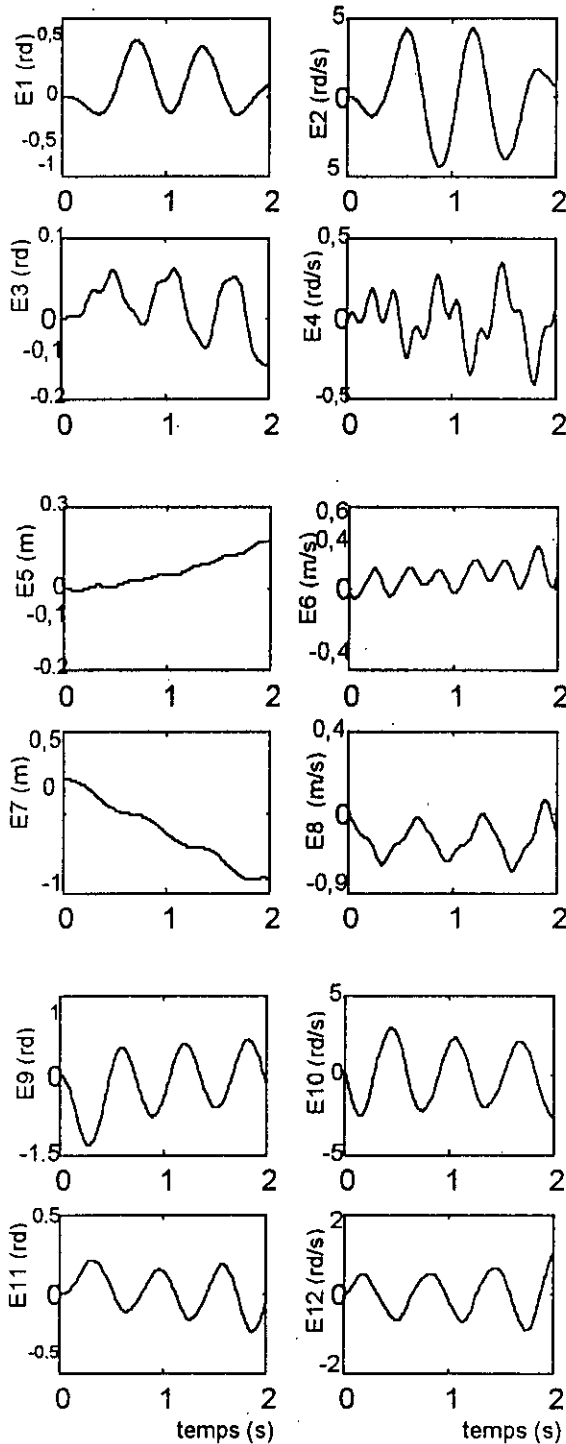 E1 (rd)
0,5
0
-0,5
-1
0 1 2
E2 (rd/s)
5
0
5
0 1 2
E3 (rd)
0.1
0
-0,1
-0.2
0 1 2
E4 (rd/s)
0,5
0
-0.5
0 1 2
E5 (m)
0.3
0
-0,1
-0.2
0 1 2
E6 (m/s)
0,6
0,4
0
-0,4
0 1 2
E7 (m)
0,5
0
-1
0 1 2
E8 (m/s)
0,4
0
-0,9
0 1 2
E9 (rd)
1
0
-1.5
0 1 2
E10 (rd/s)
5
0
-5
0 1 2
E11 (rd)
0.5
0
-0.5
0 1 2
temps (s)
E12 (rd/s)
2
0
-2
0 1 2
temps (s)